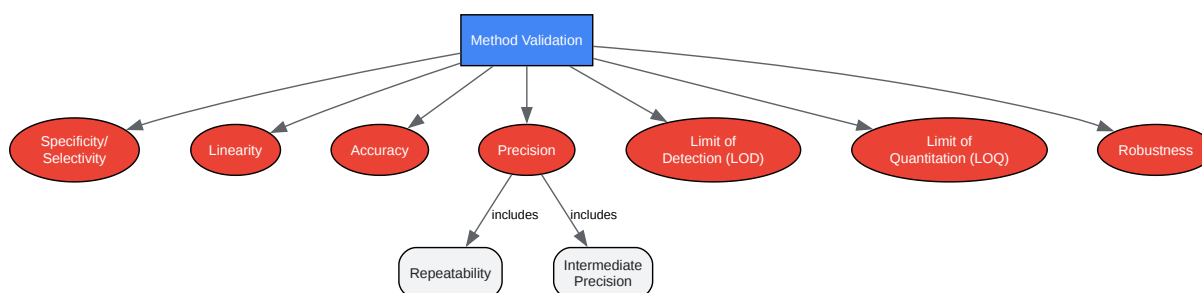 Method Validation
Specificity/
Selectivity
Linearity
Accuracy
Precision
Limit of
Detection (LOD)
Limit of
Quantitation (LOQ)
Robustness
includes
includes
Repeatability
Intermediate
Precision